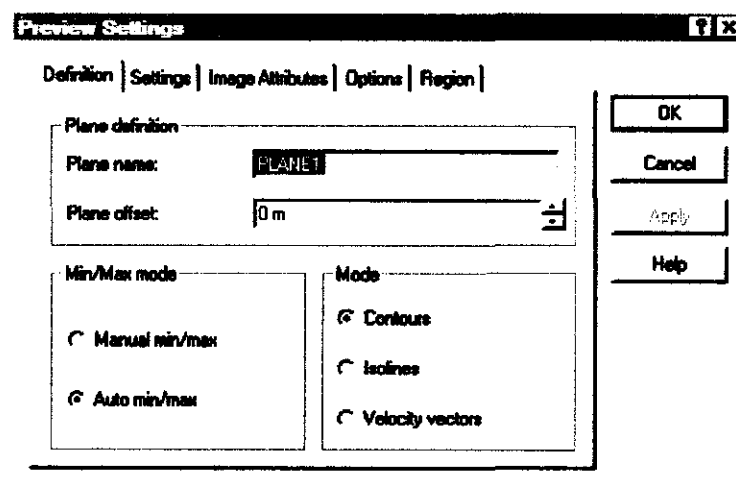 Preview Settings ? X
Definition Settings Image Attributes Options Region
Plane definition
Plane name: PLANE1
Plane offset: 0 m
Min/Max mode
Manual min/max
Auto min/max
Mode
Contours
Isolines
Velocity vectors
OK
Cancel
Apply
Help